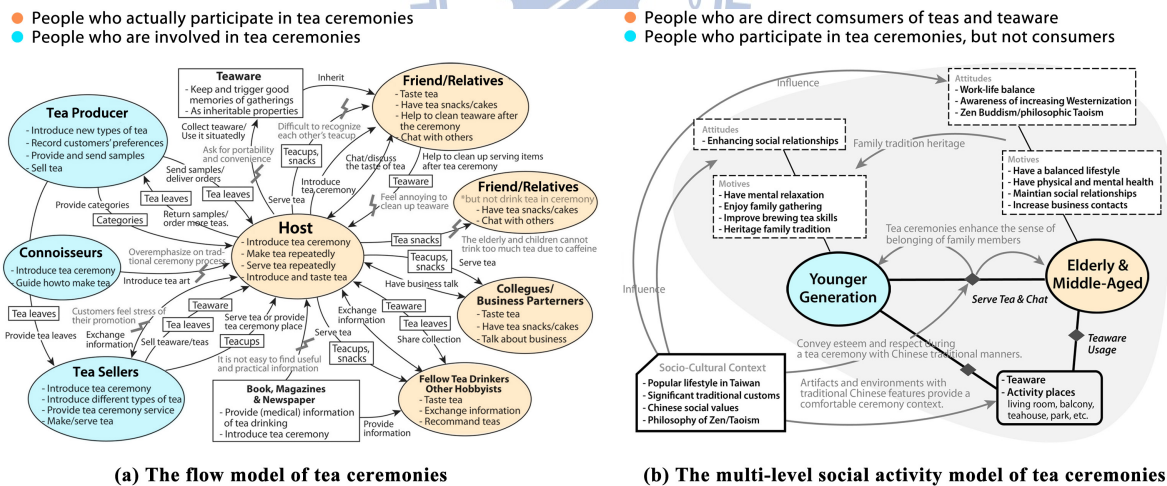 People who actually participate in tea ceremonies
People who are involved in tea ceremonies
Teaware
- Keep and trigger good
memories of gatherings
- As inheritable properties
Inherit
Friend/Relatives
- Taste tea
- Have tea snacks/cakes
- Help to clean teaware after
the ceremony
- Chat with others
Tea Producer
- Introduce new types of tea
- Record customers' preferences
- Provide and send samples
- Sell tea
Collect teaware/
Use it situatedly
Difficult to recognize
each other's teacup
Ask for portability
and convenience
Teacups,
snacks
Chat/discuss
the taste of tea
Help to clean up serving items
after tea ceremony
Teaware
Send samples/
deliver orders
Tea leaves
Tea leaves
Return samples/
order more teas.
Introduce
tea ceremony
Serve tea
Feel annoying to
clean up teaware
Provide categories
Categories
Friend/Relatives
*but not drink tea in ceremony
- Have tea snacks/cakes
- Chat with others
Host
- Introduce tea ceremony
- Make tea repeatedly
- Serve tea repeatedly
- Introduce and taste tea
Tea snacks
The elderly and children cannot
drink too much tea due to caffeine
Teacups,
snacks
Serve tea
Connoisseurs
- Introduce tea ceremony
- Guide howto make tea
Overemphasize on trad-
itional ceremony process
Introduce tea art
Have business talk
Collegues/
Business Parterners
- Taste tea
- Have tea snacks/cakes
- Talk about business
Tea leaves
Provide tea leaves
Customers feel stress of
their promotion
Exchange
information
Teaware
Tea leaves
Sell teaware/teas
Teacups
Serve tea or provide
tea ceremony place
It is not easy to find useful
and practical information
Exchange
information
Serve tea
Teacups,
snacks
Teaware
Tea leaves
Share collection
Tea Sellers
- Introduce tea ceremony
- Introduce different types of tea
- Provide tea ceremony service
- Make/serve tea
Book, Magazines
& Newspaper
- Provide (medical) information
of tea drinking
- Introduce tea ceremony
Provide
information
Fellow Tea Drinkers
Other Hobbyists
- Taste tea
- Exchange information
- Recommand teas
(a) The flow model of tea ceremonies
People who are direct comsumers of teas and teaware
People who participate in tea ceremonies, but not consumers
Influence
Attitudes
- Work-life balance
- Awareness of increasing Westernization
- Zen Buddism/philosophic Taoism
Attitudes
- Enhancing social relationships
Family tradition heritage
Motives
- Have mental relaxation
- Enjoy family gathering
- Improve brewing tea skills
- Heritage family tradition
Motives
- Have a balanced lifestyle
- Have physical and mental health
- Maintian social relationships
- Increase business contacts
Tea ceremonies enhance the sense of
belonging of family members
Younger
Generation
Elderly &
Middle-Aged
Serve Tea & Chat
Influence
Convey esteem and respect during
a tea ceremony with Chinese traditional manners.
Teaware
Usage
Socio-Cultural Context
- Popular lifestyle in Taiwan
- Significant traditional customs
- Chinese social values
- Philosophy of Zen/Taoism
Artifacts and environments with
traditional Chinese features provide a
comfortable ceremony context.
- Teaware
- Activity places
living room, balcony,
teahouse, park, etc.
(b) The multi-level social activity model of tea ceremonies